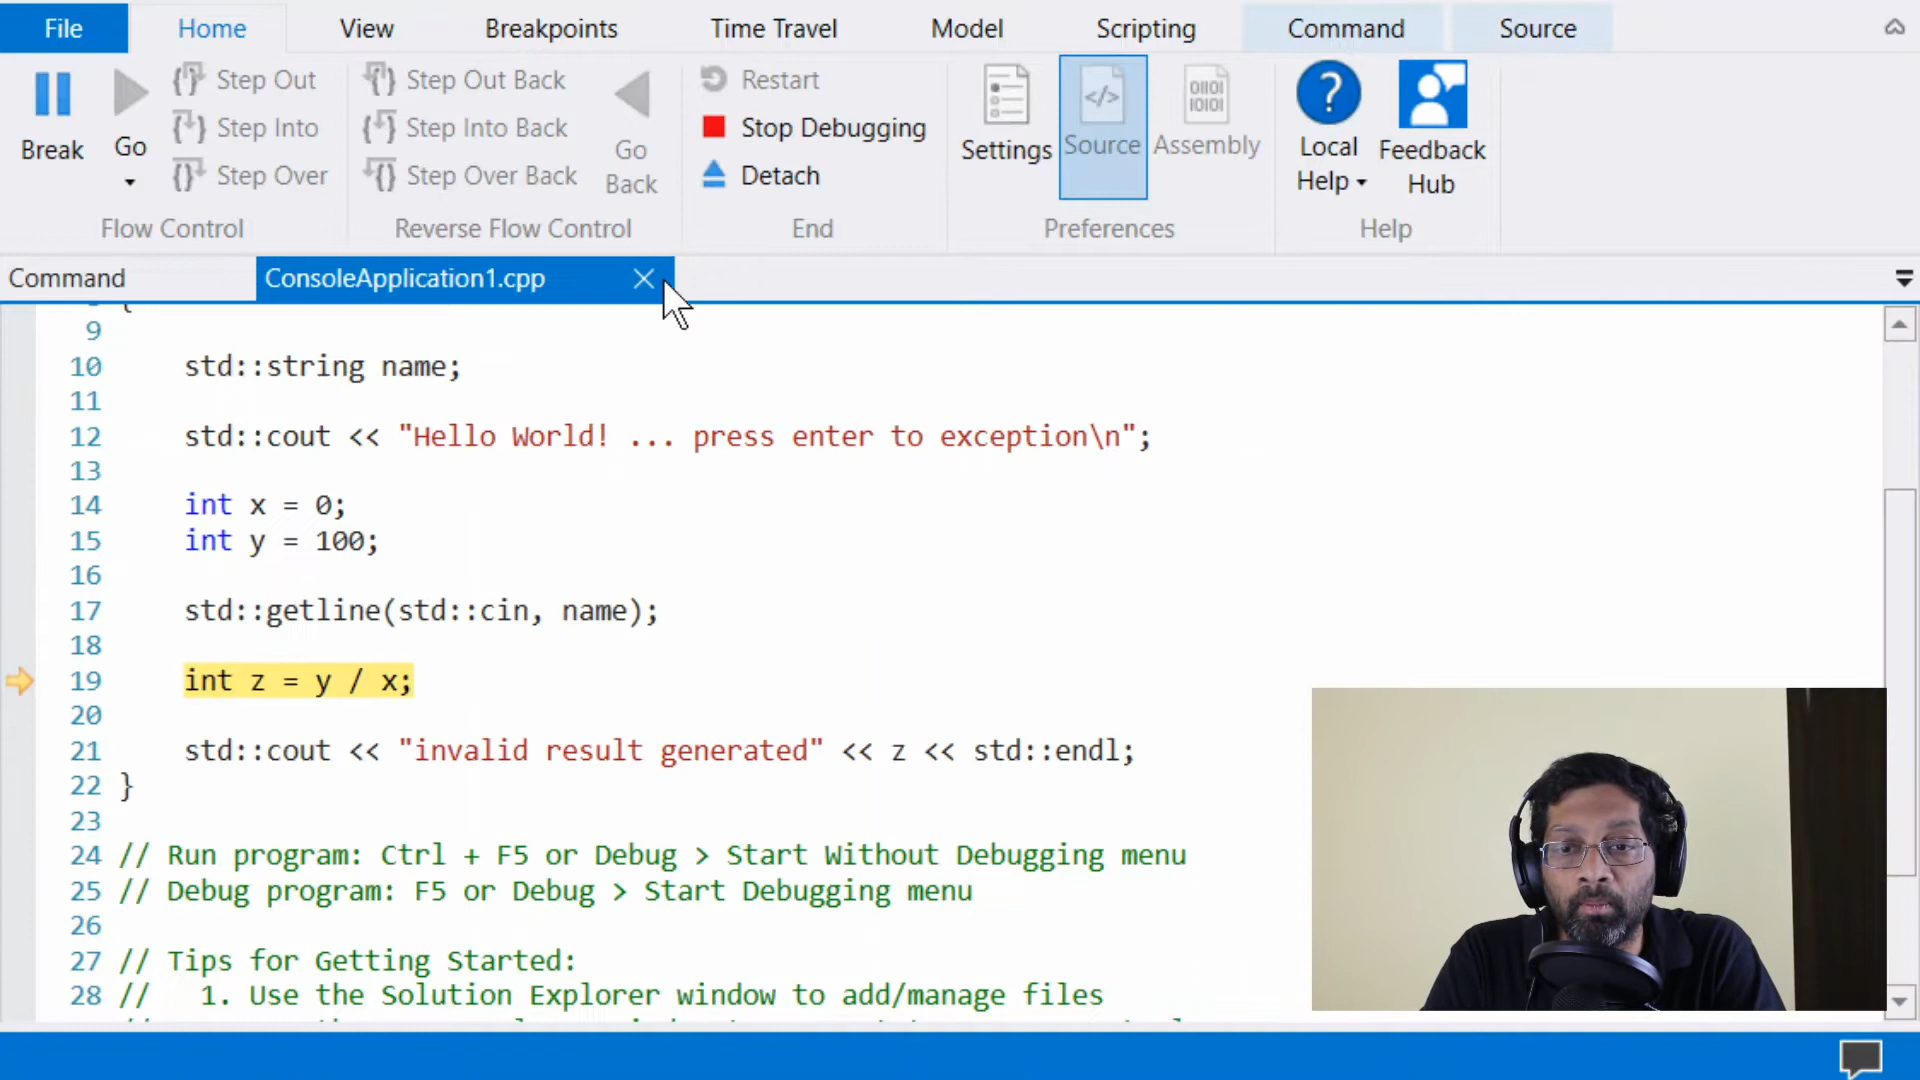 File Home View Breakpoints Time Travel Model Scripting Command Source
Break
Go
Step Out
Step Into
Step Over
Flow Control
Step Out Back
Step Into Back
Step Over Back
Go Back
Reverse Flow Control
Restart
Stop Debugging
Detach
End
Settings
</>
Source
01101
10101
Assembly
Preferences
?
Local Help
Feedback Hub
Help
Command ConsoleApplication1.cpp
{
9
10 std::string name;
11
12 std::cout << "Hello World! ... press enter to exception\n";
13
14 int x = 0;
15 int y = 100;
16
17 std::getline(std::cin, name);
18
19 int z = y / x;
20
21 std::cout << "invalid result generated" << z << std::endl;
22 }
23
24 // Run program: Ctrl + F5 or Debug > Start Without Debugging menu
25 // Debug program: F5 or Debug > Start Debugging menu
26
27 // Tips for Getting Started:
28 //   1. Use the Solution Explorer window to add/manage files